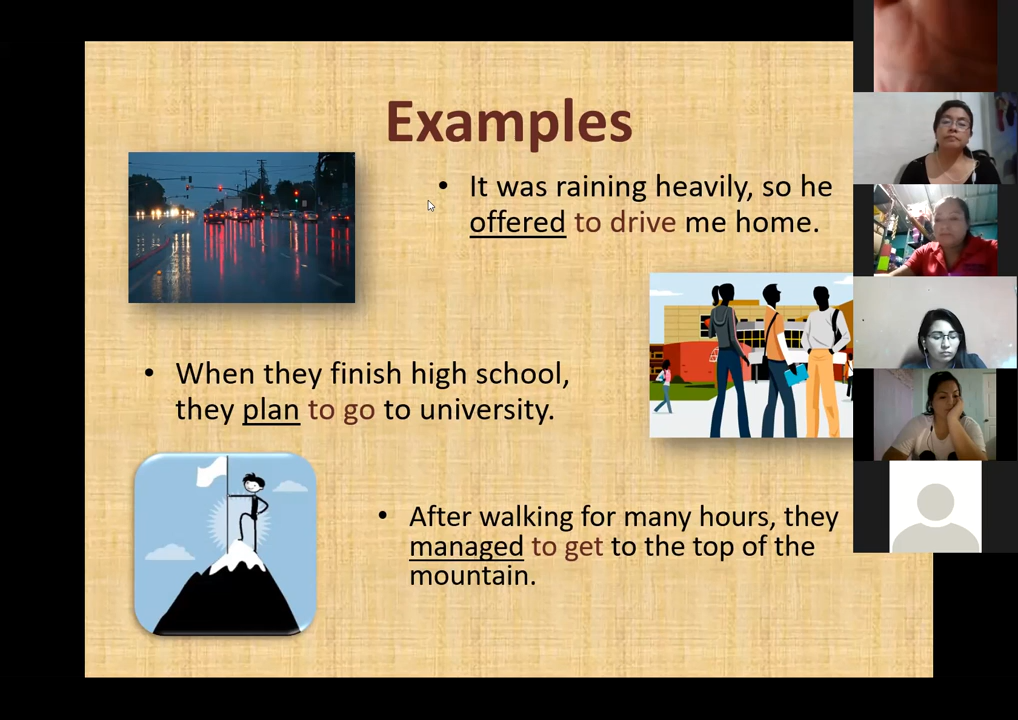 Examples
• It was raining heavily, so he
offered to drive me home.
• When they finish high school,
they plan to go to university.
• After walking for many hours, they
managed to get to the top of the
mountain.